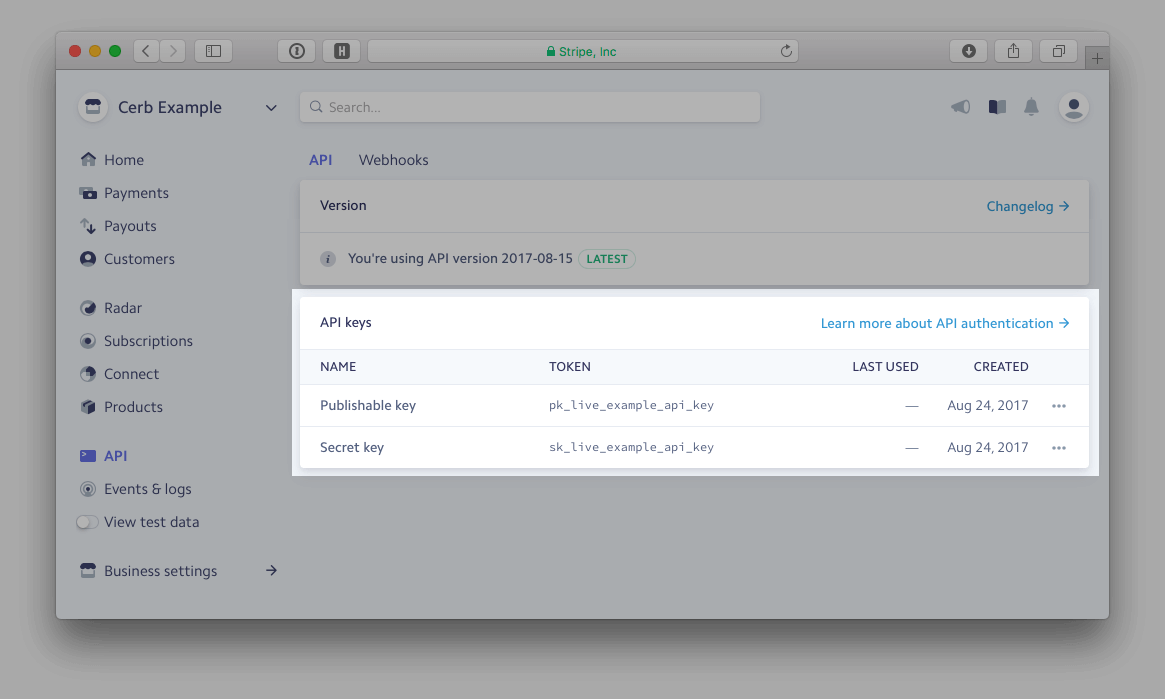 Stripe, Inc
Cerb Example
Search...
Home
Payments
Payouts
Customers
Radar
Subscriptions
Connect
Products
API
Events & logs
View test data
Business settings
API Webhooks
Version Changelog →
You're using API version 2017-08-15 LATEST
API keys Learn more about API authentication →
NAME TOKEN LAST USED CREATED
Publishable key pk_live_example_api_key — Aug 24, 2017
Secret key sk_live_example_api_key — Aug 24, 2017